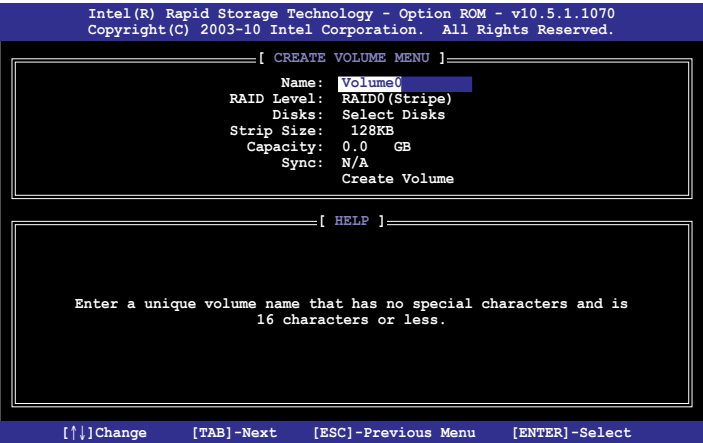 Intel(R) Rapid Storage Technology - Option ROM - v10.5.1.1070
Copyright(C) 2003-10 Intel Corporation. All Rights Reserved.
[ CREATE VOLUME MENU ]
Name: Volume0
RAID Level: RAID0(Stripe)
Disks: Select Disks
Strip Size: 128KB
Capacity: 0.0 GB
Sync: N/A
Create Volume
[ HELP ]
Enter a unique volume name that has no special characters and is
16 characters or less.
[↑↓]Change [TAB]-Next [ESC]-Previous Menu [ENTER]-Select